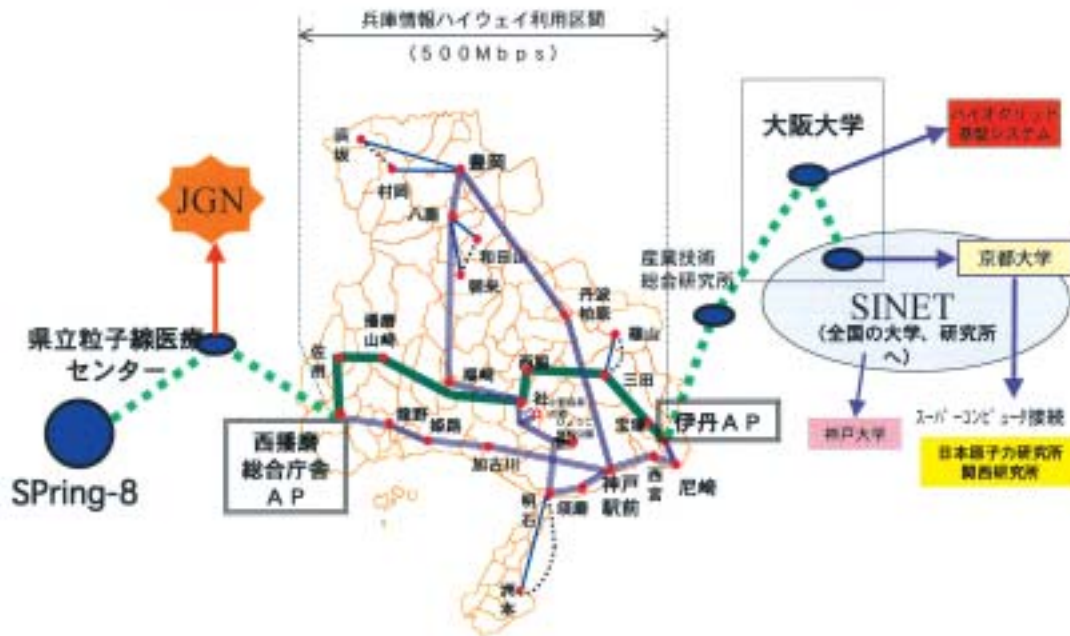 兵庫情報ハイウェイ利用区間
(500Mbps)
大阪大学
バイオグリッド
基盤システム
浜坂
豊岡
村岡
八鹿
JGN
和田山
朝来
産業技術
総合研究所
京都大学
丹波
柏原
SINET
(全国の大学、研究所
へ)
篠山
県立粒子線医療
センター
播磨
山崎
佐用
福崎
西脇
三田
社
宝塚
伊丹AP
スーパーコンピュータ接続
神戸大学
龍野
姫路
西播磨
総合庁舎
AP
日本原子力研究所
関西研究所
加古川
神戸
駅前
西宮
尼崎
SPring-8
明石
須磨
洲本